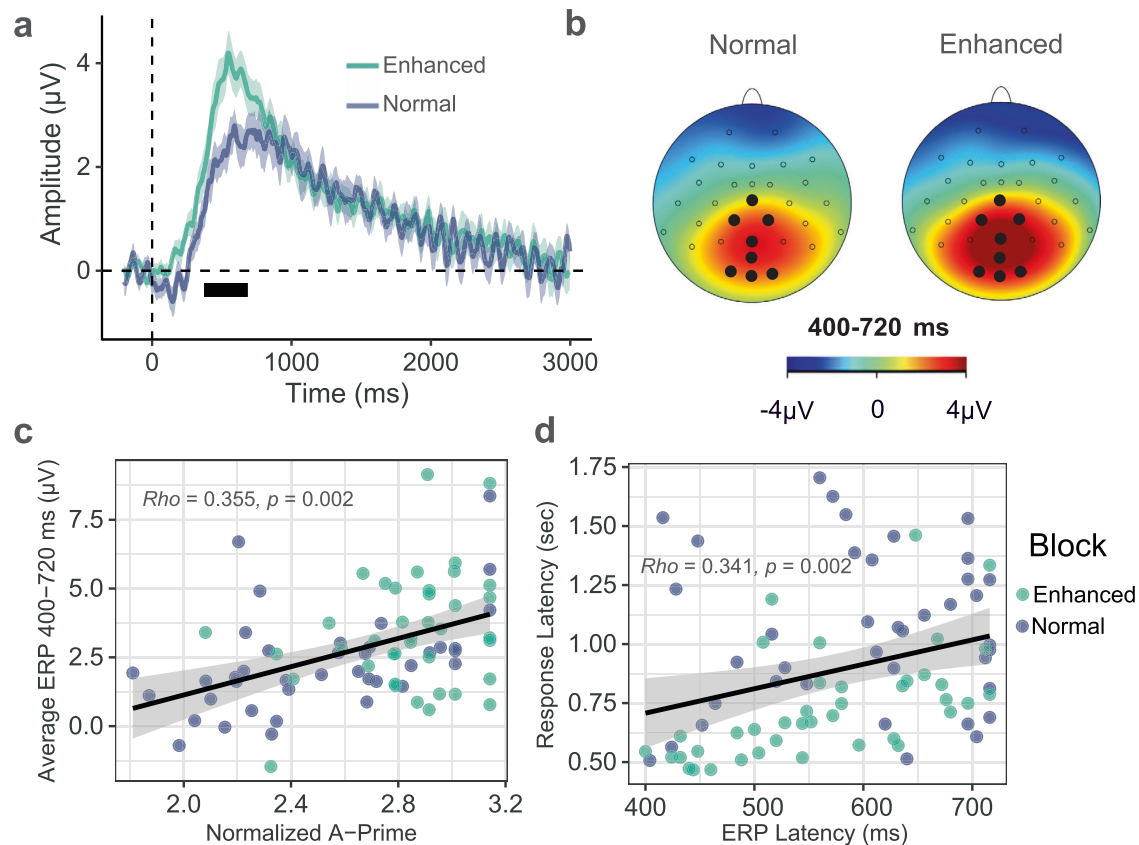 a
Amplitude (µV)
4
2
0
Enhanced
Normal
0
1000
2000
3000
Time (ms)
b
Normal
Enhanced
400-720 ms
-4µV
0
4µV
c
Average ERP 400−720 ms (µV)
7.5
5.0
2.5
0.0
Rho = 0.355, p = 0.002
2.0
2.4
2.8
3.2
Normalized A−Prime
d
Response Latency (sec)
1.75
1.50
1.25
1.00
0.75
0.50
Rho = 0.341, p = 0.002
400
500
600
700
ERP Latency (ms)
Block
Enhanced
Normal